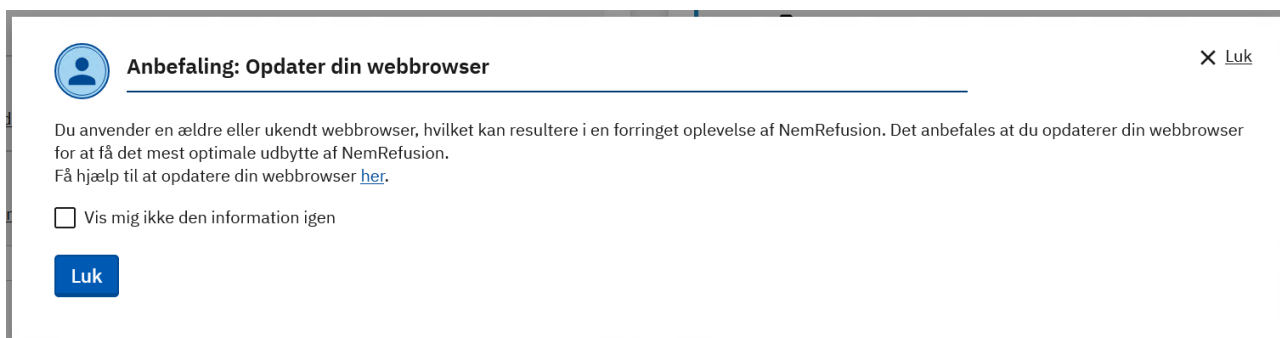 Anbefaling: Opdater din webbrowser
Luk
Du anvender en ældre eller ukendt webbrowser, hvilket kan resultere i en forringet oplevelse af NemRefusion. Det anbefales at du opdaterer din webbrowser
for at få det mest optimale udbytte af NemRefusion.
Få hjælp til at opdatere din webbrowser her.
Vis mig ikke den information igen
Luk